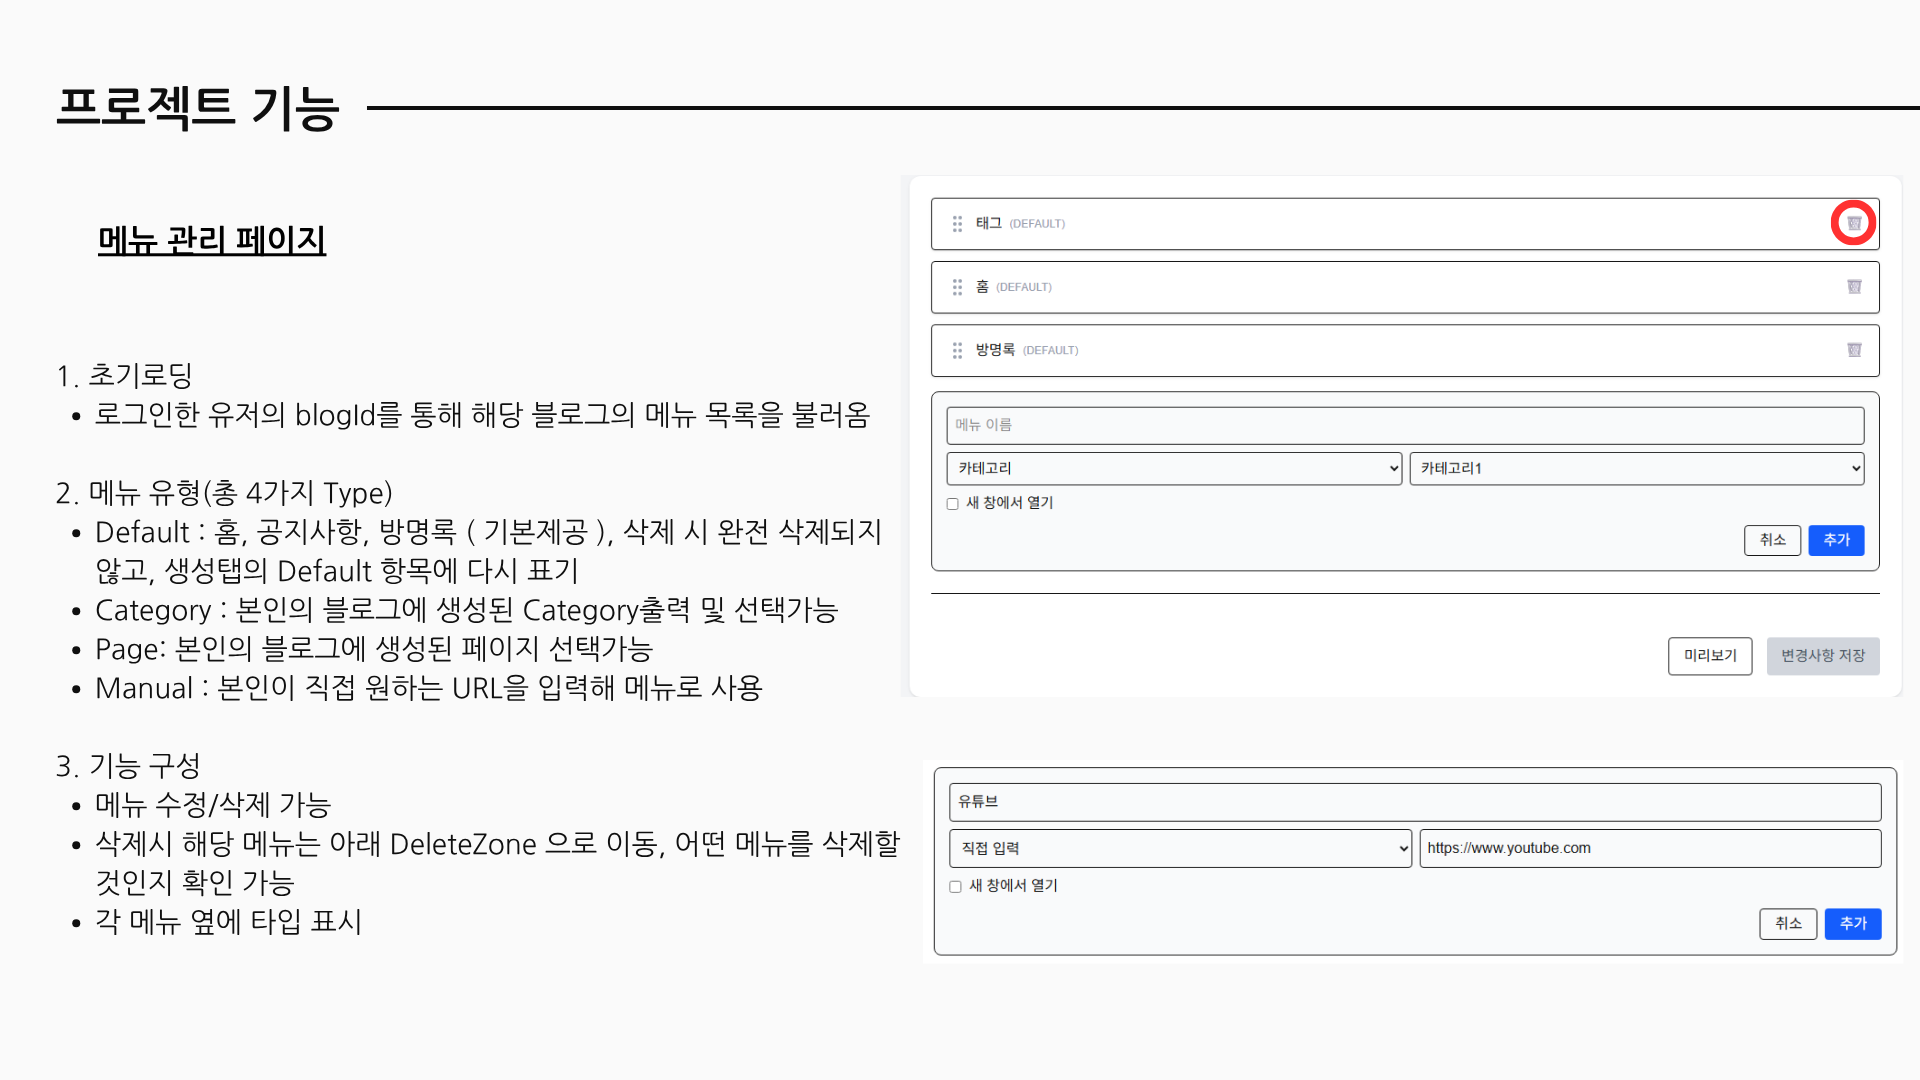 프로젝트 기능
메뉴 관리 페이지
1. 초기로딩
• 로그인한 유저의 blogId를 통해 해당 블로그의 메뉴 목록을 불러옴
2. 메뉴 유형(총 4가지 Type)
• Default : 홈, 공지사항, 방명록 ( 기본제공 ), 삭제 시 완전 삭제되지
않고, 생성탭의 Default 항목에 다시 표기
• Category : 본인의 블로그에 생성된 Category출력 및 선택가능
• Page: 본인의 블로그에 생성된 페이지 선택가능
• Manual : 본인이 직접 원하는 URL을 입력해 메뉴로 사용
3. 기능 구성
• 메뉴 수정/삭제 가능
• 삭제시 해당 메뉴는 아래 DeleteZone 으로 이동, 어떤 메뉴를 삭제할
것인지 확인 가능
• 각 메뉴 옆에 타입 표시
태그 (DEFAULT)
홈 (DEFAULT)
방명록 (DEFAULT)
메뉴 이름
카테고리 카테고리1
새 창에서 열기
취소 추가
미리보기 변경사항 저장
유튜브
직접 입력 https://www.youtube.com
새 창에서 열기
취소 추가